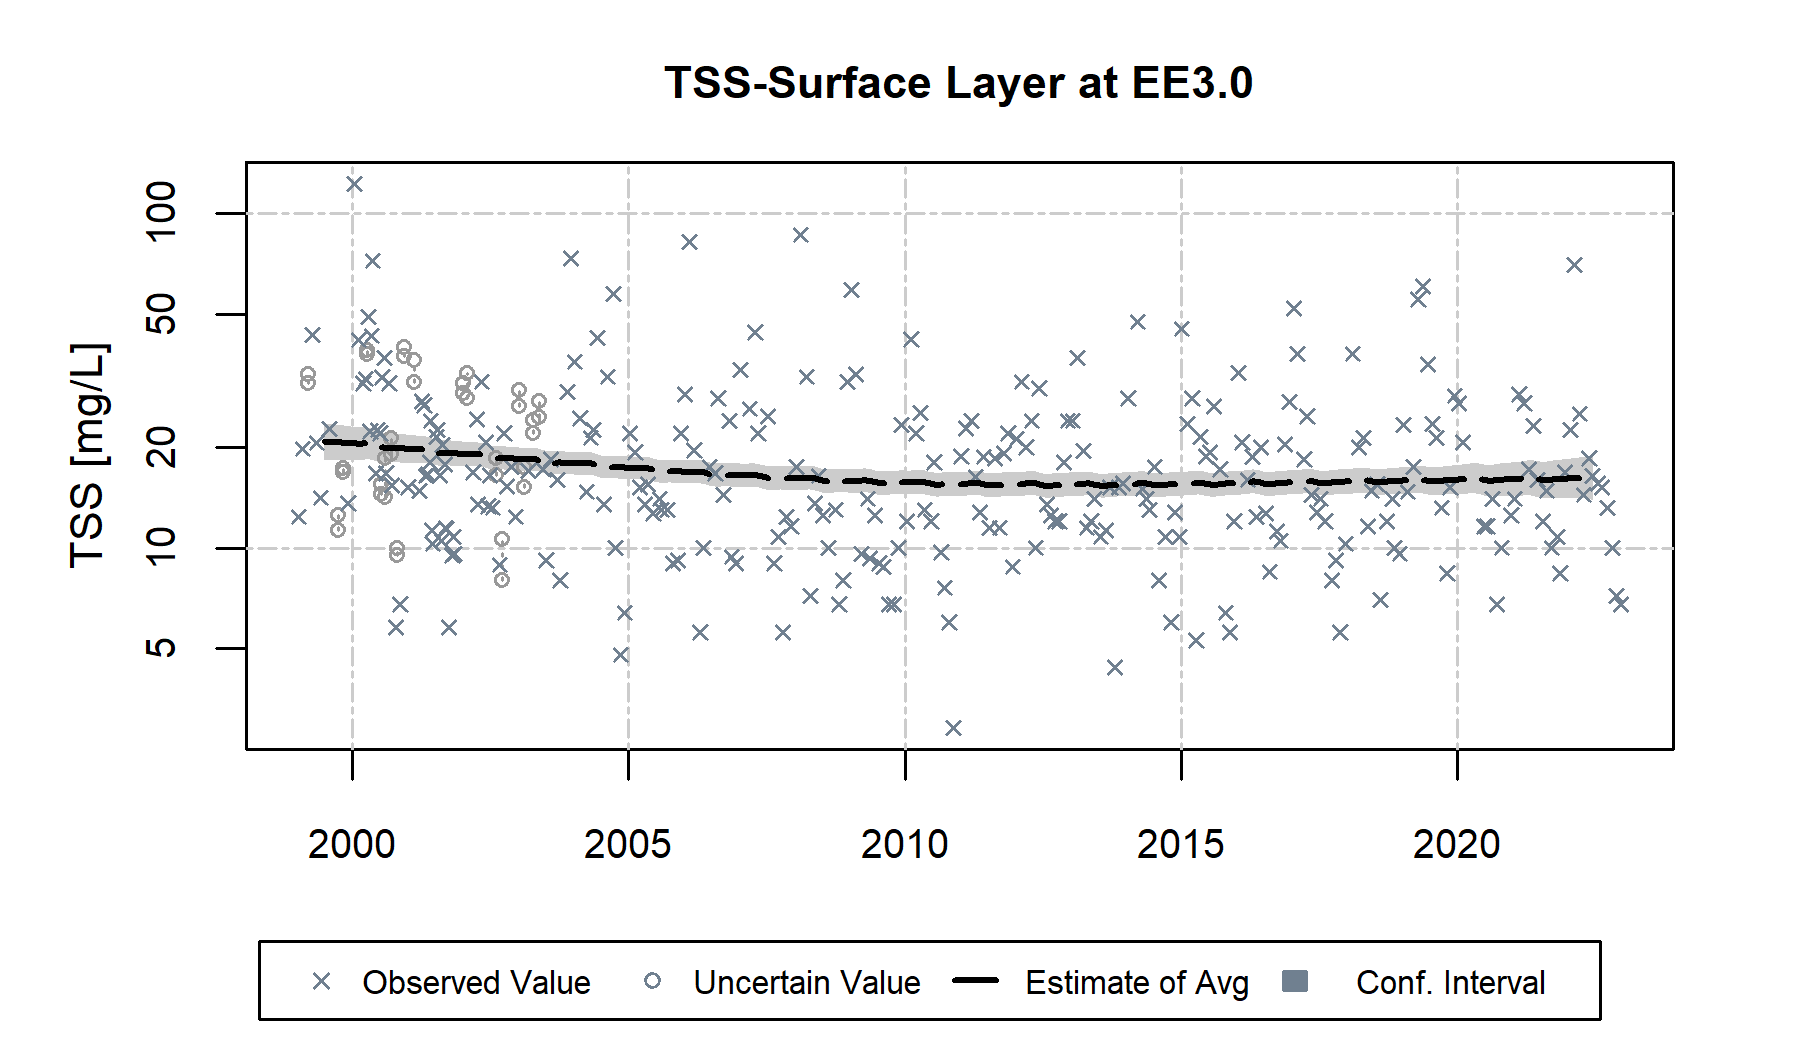 TSS-Surface Layer at EE3.0
TSS [mg/L]
100
50
20
10
5
2000 2005 2010 2015 2020
Observed Value Uncertain Value Estimate of Avg Conf. Interval